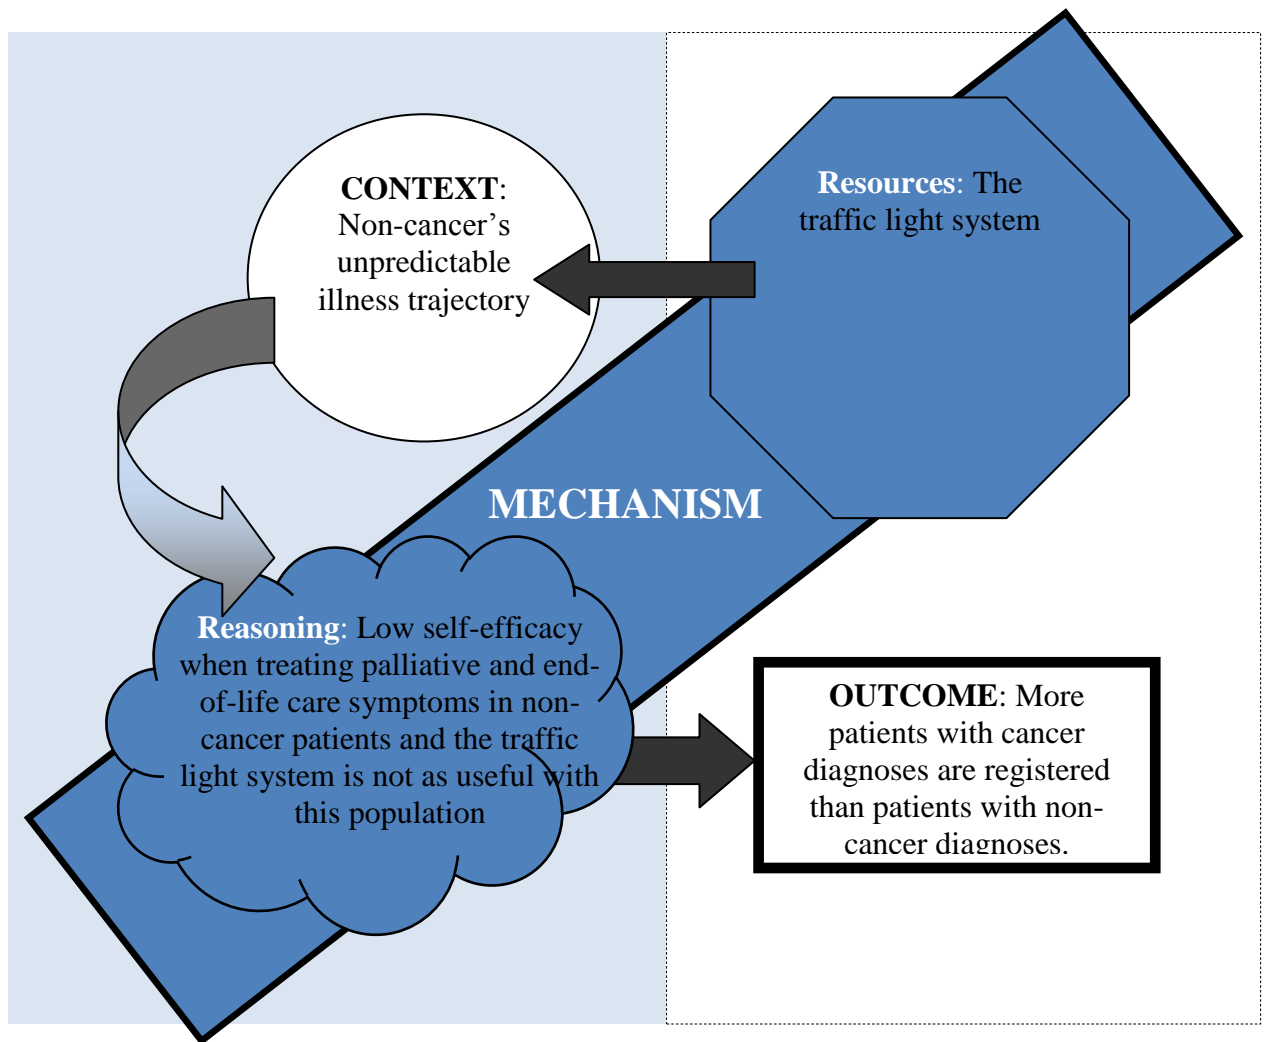 CONTEXT:
Non-cancer’s
unpredictable
illness trajectory
Resources: The
traffic light system
MECHANISM
Reasoning: Low self-efficacy
when treating palliative and end-
of-life care symptoms in non-
cancer patients and the traffic
light system is not as useful with
this population
OUTCOME: More
patients with cancer
diagnoses are registered
than patients with non-
cancer diagnoses.